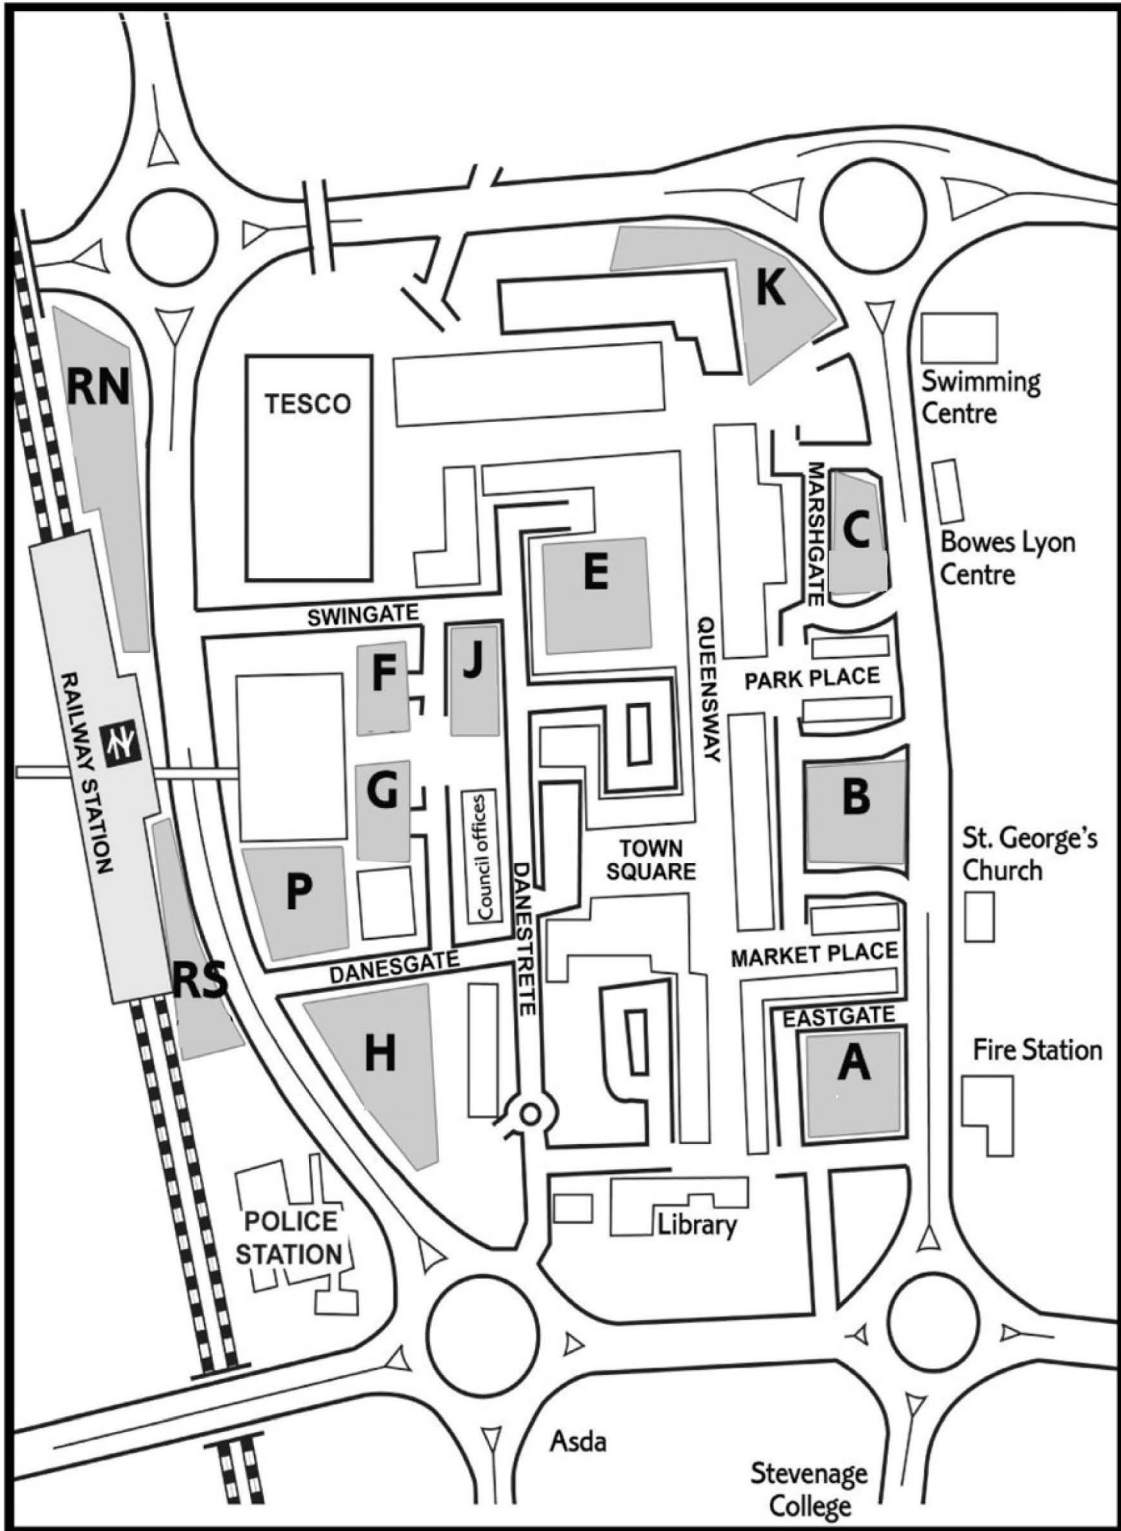 K
RN
TESCO
Swimming
Centre
MARSHGATE
C
Bowes Lyon
Centre
E
SWINGATE
F
J
QUEENSWAY
PARK PLACE
RAILWAY STATION
G
B
Council offices
TOWN
SQUARE
St. George's
Church
P
DANESTRETE
RS
DANESGATE
MARKET PLACE
EASTGATE
H
A
Fire Station
POLICE
STATION
Library
Asda
Stevenage
College